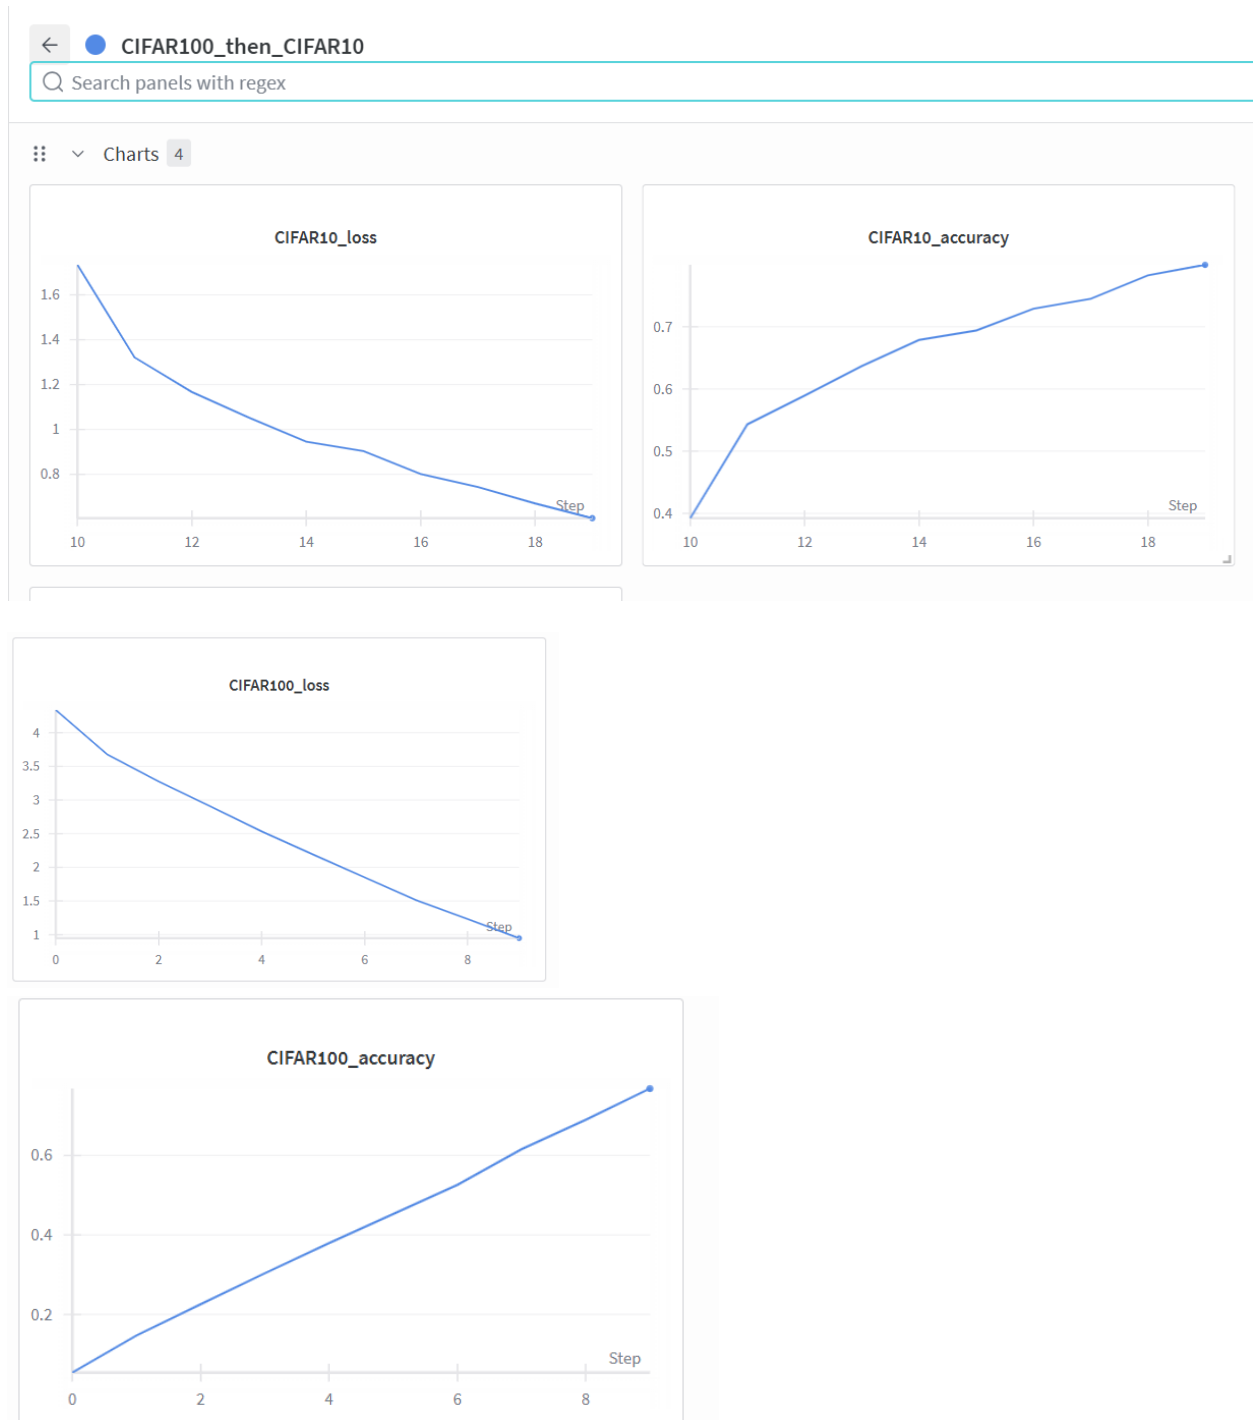 CIFAR100_then_CIFAR10
Search panels with regex
Charts 4
CIFAR10_loss
1.6
1.4
1.2
1
0.8
Step
10 12 14 16 18
CIFAR10_accuracy
0.7
0.6
0.5
0.4
Step
10 12 14 16 18
CIFAR100_loss
4
3.5
3
2.5
2
1.5
1
Step
0 2 4 6 8
CIFAR100_accuracy
0.6
0.4
0.2
Step
0 2 4 6 8